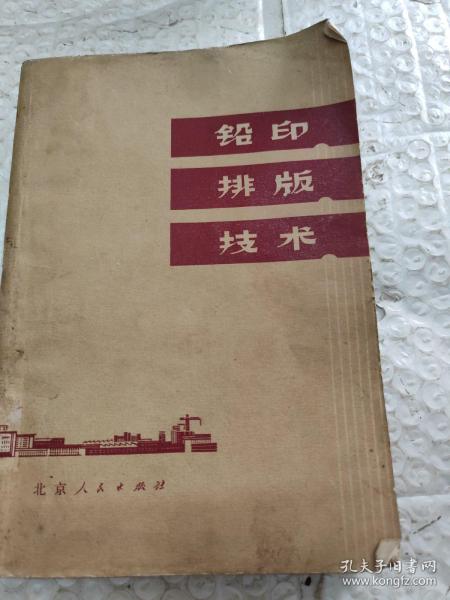 铅印
排版
技术
北京人民出版社
孔夫子旧书网
www.kongfz.com